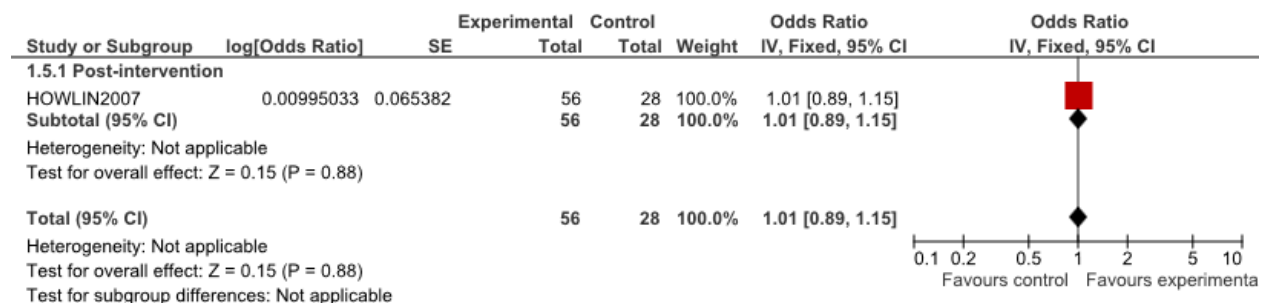 Experimental Control Odds Ratio Odds Ratio
Study or Subgroup log[Odds Ratio] SE Total Total Weight IV, Fixed, 95% CI IV, Fixed, 95% CI
1.5.1 Post-intervention
HOWLIN2007 0.00995033 0.065382 56 28 100.0% 1.01 [0.89, 1.15]
Subtotal (95% CI) 56 28 100.0% 1.01 [0.89, 1.15]
Heterogeneity: Not applicable
Test for overall effect: Z = 0.15 (P = 0.88)
Total (95% CI) 56 28 100.0% 1.01 [0.89, 1.15]
Heterogeneity: Not applicable
Test for overall effect: Z = 0.15 (P = 0.88)
Test for subgroup differences: Not applicable
0.1 0.2 0.5 1 2 5 10
Favours control Favours experimenta